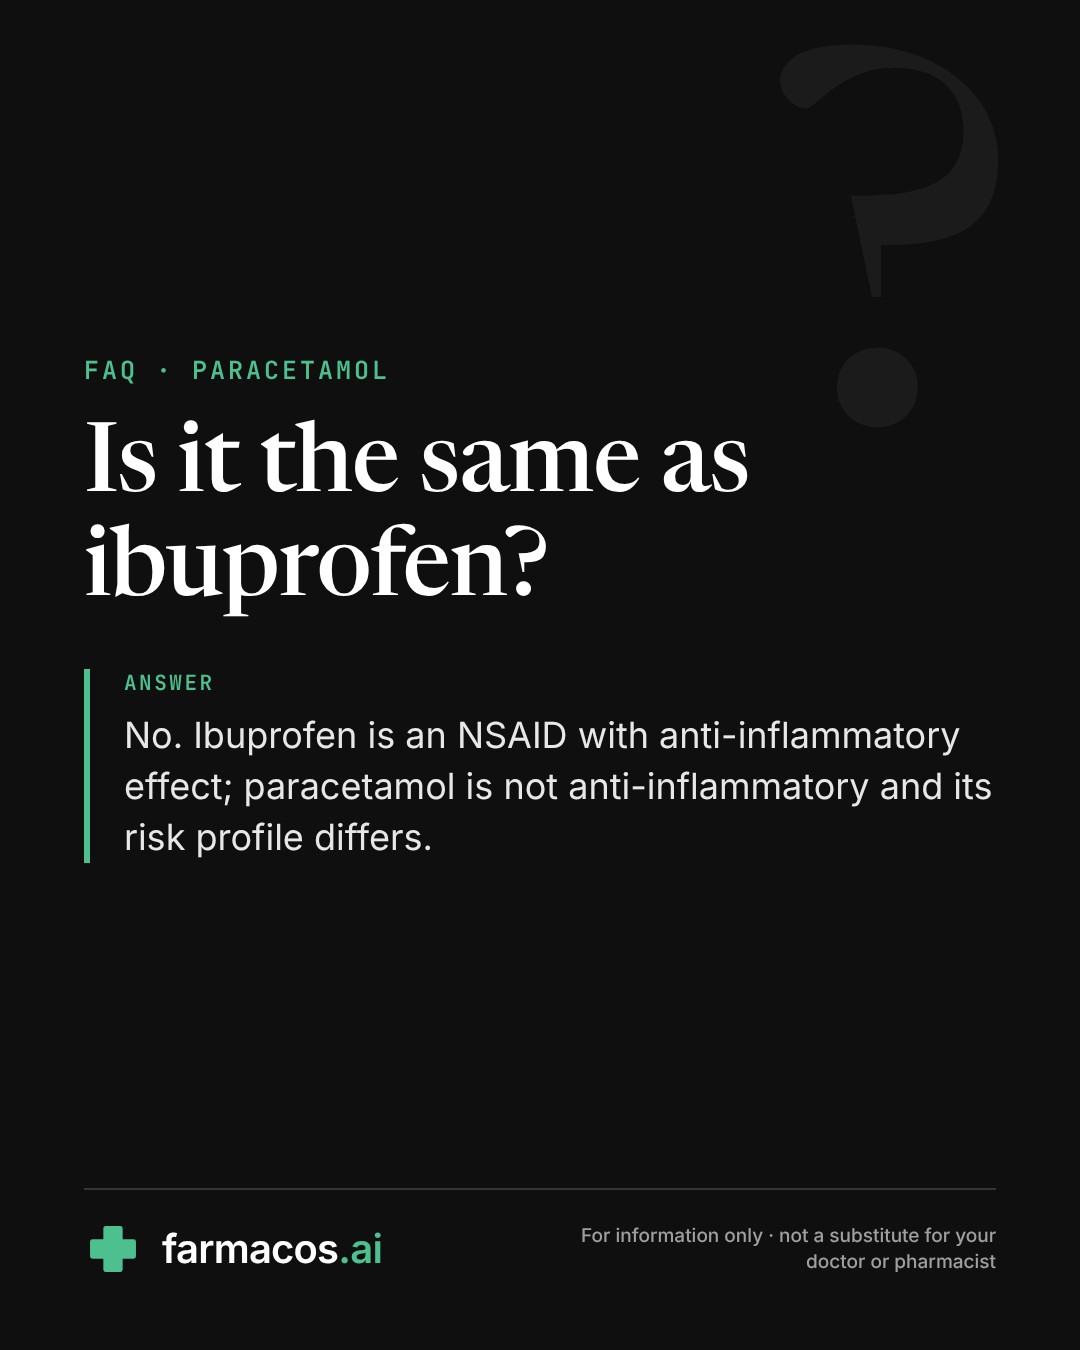 FAQ · PARACETAMOL
Is it the same as
ibuprofen?
ANSWER
No. Ibuprofen is an NSAID with anti-inflammatory
effect; paracetamol is not anti-inflammatory and its
risk profile differs.
farmacos.ai
For information only · not a substitute for your
doctor or pharmacist
?